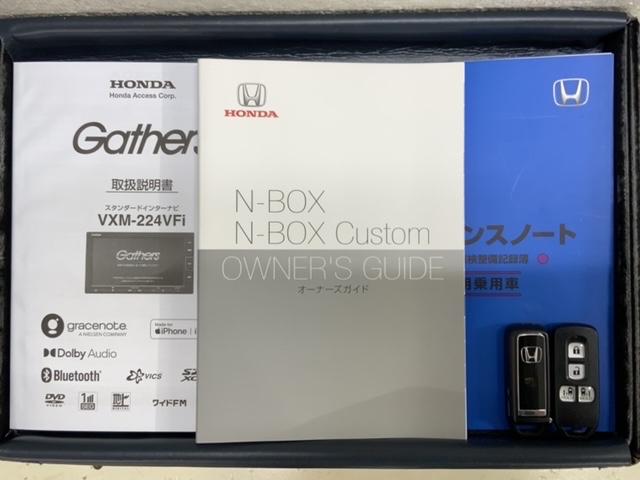 HONDA
Honda Access Corp.
Gathers
取扱説明書
スタンダードインターナビ
VXM-224VFi
Gathers
gracenote.
A NIELSEN COMPANY
Made for
iPhone
Dolby Audio
Bluetooth
VICS
DVD
VIDEO
1SEG
ワイドFM
HONDA
N-BOX
N-BOX Custom
OWNER'S GUIDE
オーナーズガイド
ンスノート
検整備記録簿
用乗用車